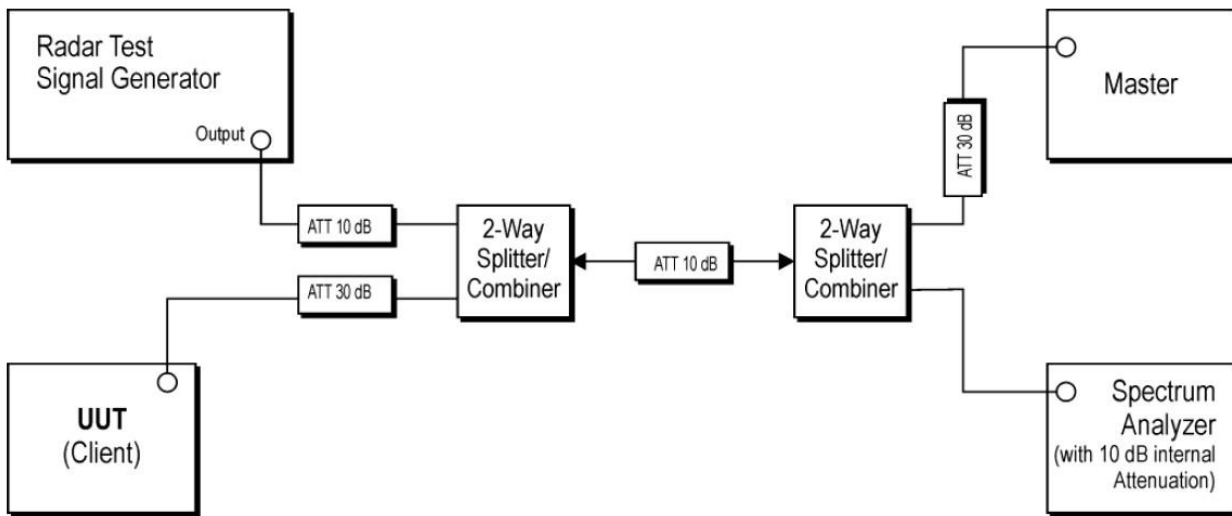 Radar Test
Signal Generator
Output
ATT 10 dB
ATT 30 dB
UUT
(Client)
2-Way
Splitter/
Combiner
ATT 10 dB
2-Way
Splitter/
Combiner
ATT 30 dB
Master
Spectrum
Analyzer
(with 10 dB internal
Attenuation)